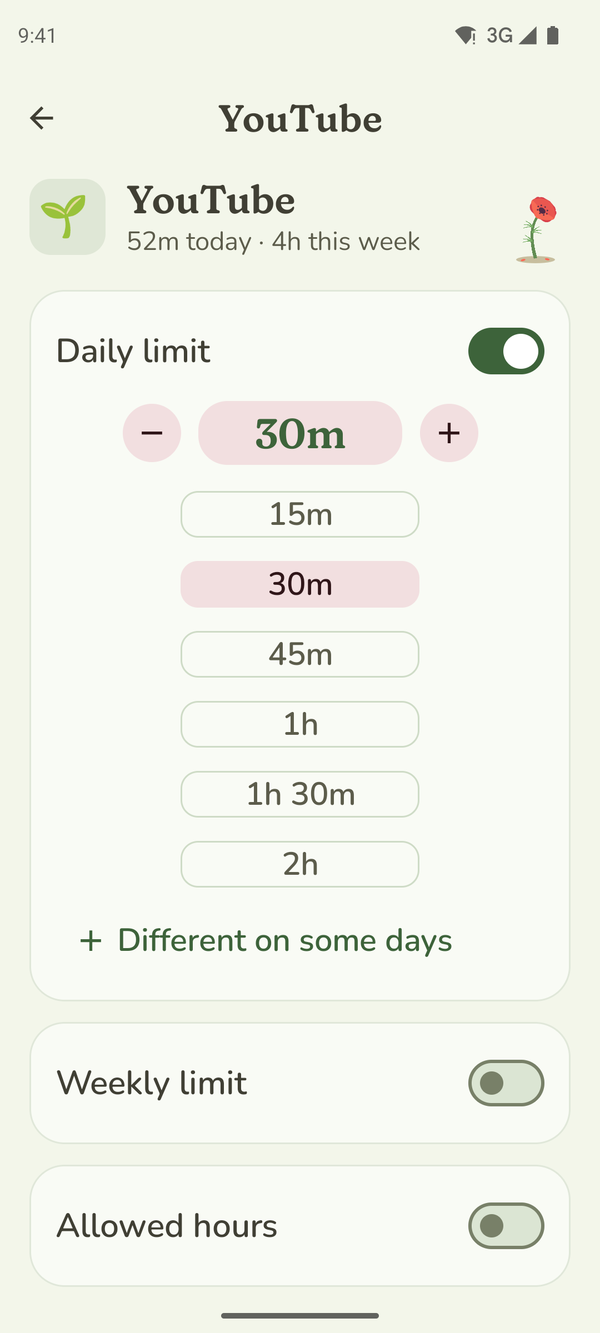 9:41
3G
YouTube
YouTube
52m today · 4h this week
Daily limit
− 30m +
15m
30m
45m
1h
1h 30m
2h
+ Different on some days
Weekly limit
Allowed hours